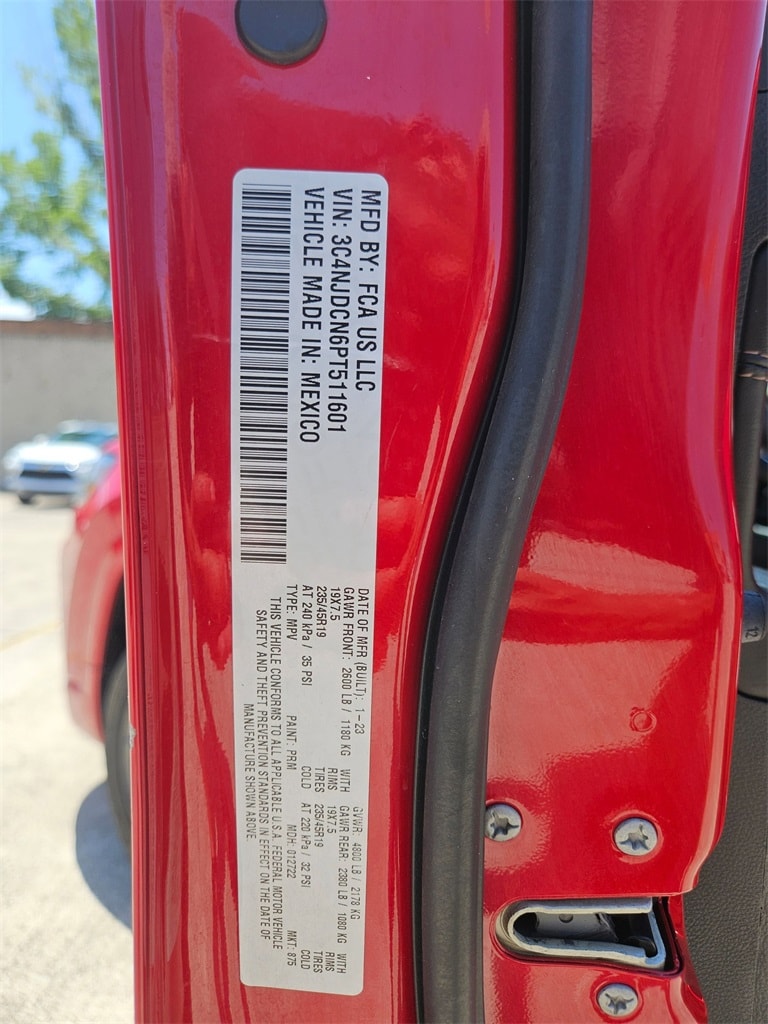 MFD BY: FCA US LLC
VIN: 3C4NJDCN6PT511601
VEHICLE MADE IN: MEXICO
DATE OF MFR (BUILT): 1-23 GVWR: 4800 LB / 2178 KG
GAWR FRONT: 2600 LB / 1180 KG WITH GAWR REAR: 2380 LB / 1080 KG WITH
19X7.5 RIMS 19X7.5 RIMS
235/45R19 TIRES 235/45R19 TIRES
AT 240 kPa / 35 PSI COLD AT 220 kPa / 32 PSI COLD
TYPE: MPV PAINT: PRM MDH: 012722 MKT: 875
THIS VEHICLE CONFORMS TO ALL APPLICABLE U.S.A. FEDERAL MOTOR VEHICLE
SAFETY AND THEFT PREVENTION STANDARDS IN EFFECT ON THE DATE OF
MANUFACTURE SHOWN ABOVE.
12